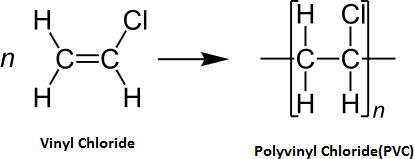 H Cl
n C=C
H H
Vinyl Chloride
H Cl
C C
H H n
Polyvinyl Chloride(PVC)